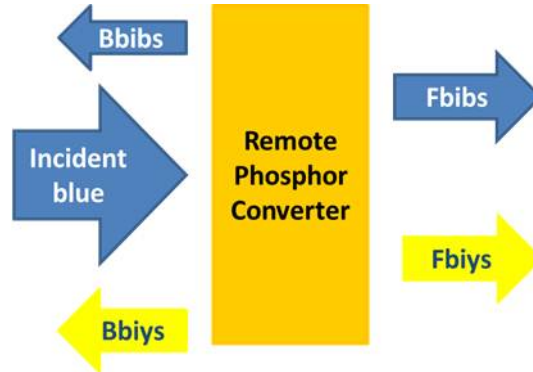 Bbibs
Fbibs
Incident
blue
Remote
Phosphor
Converter
Fbiys
Bbiys